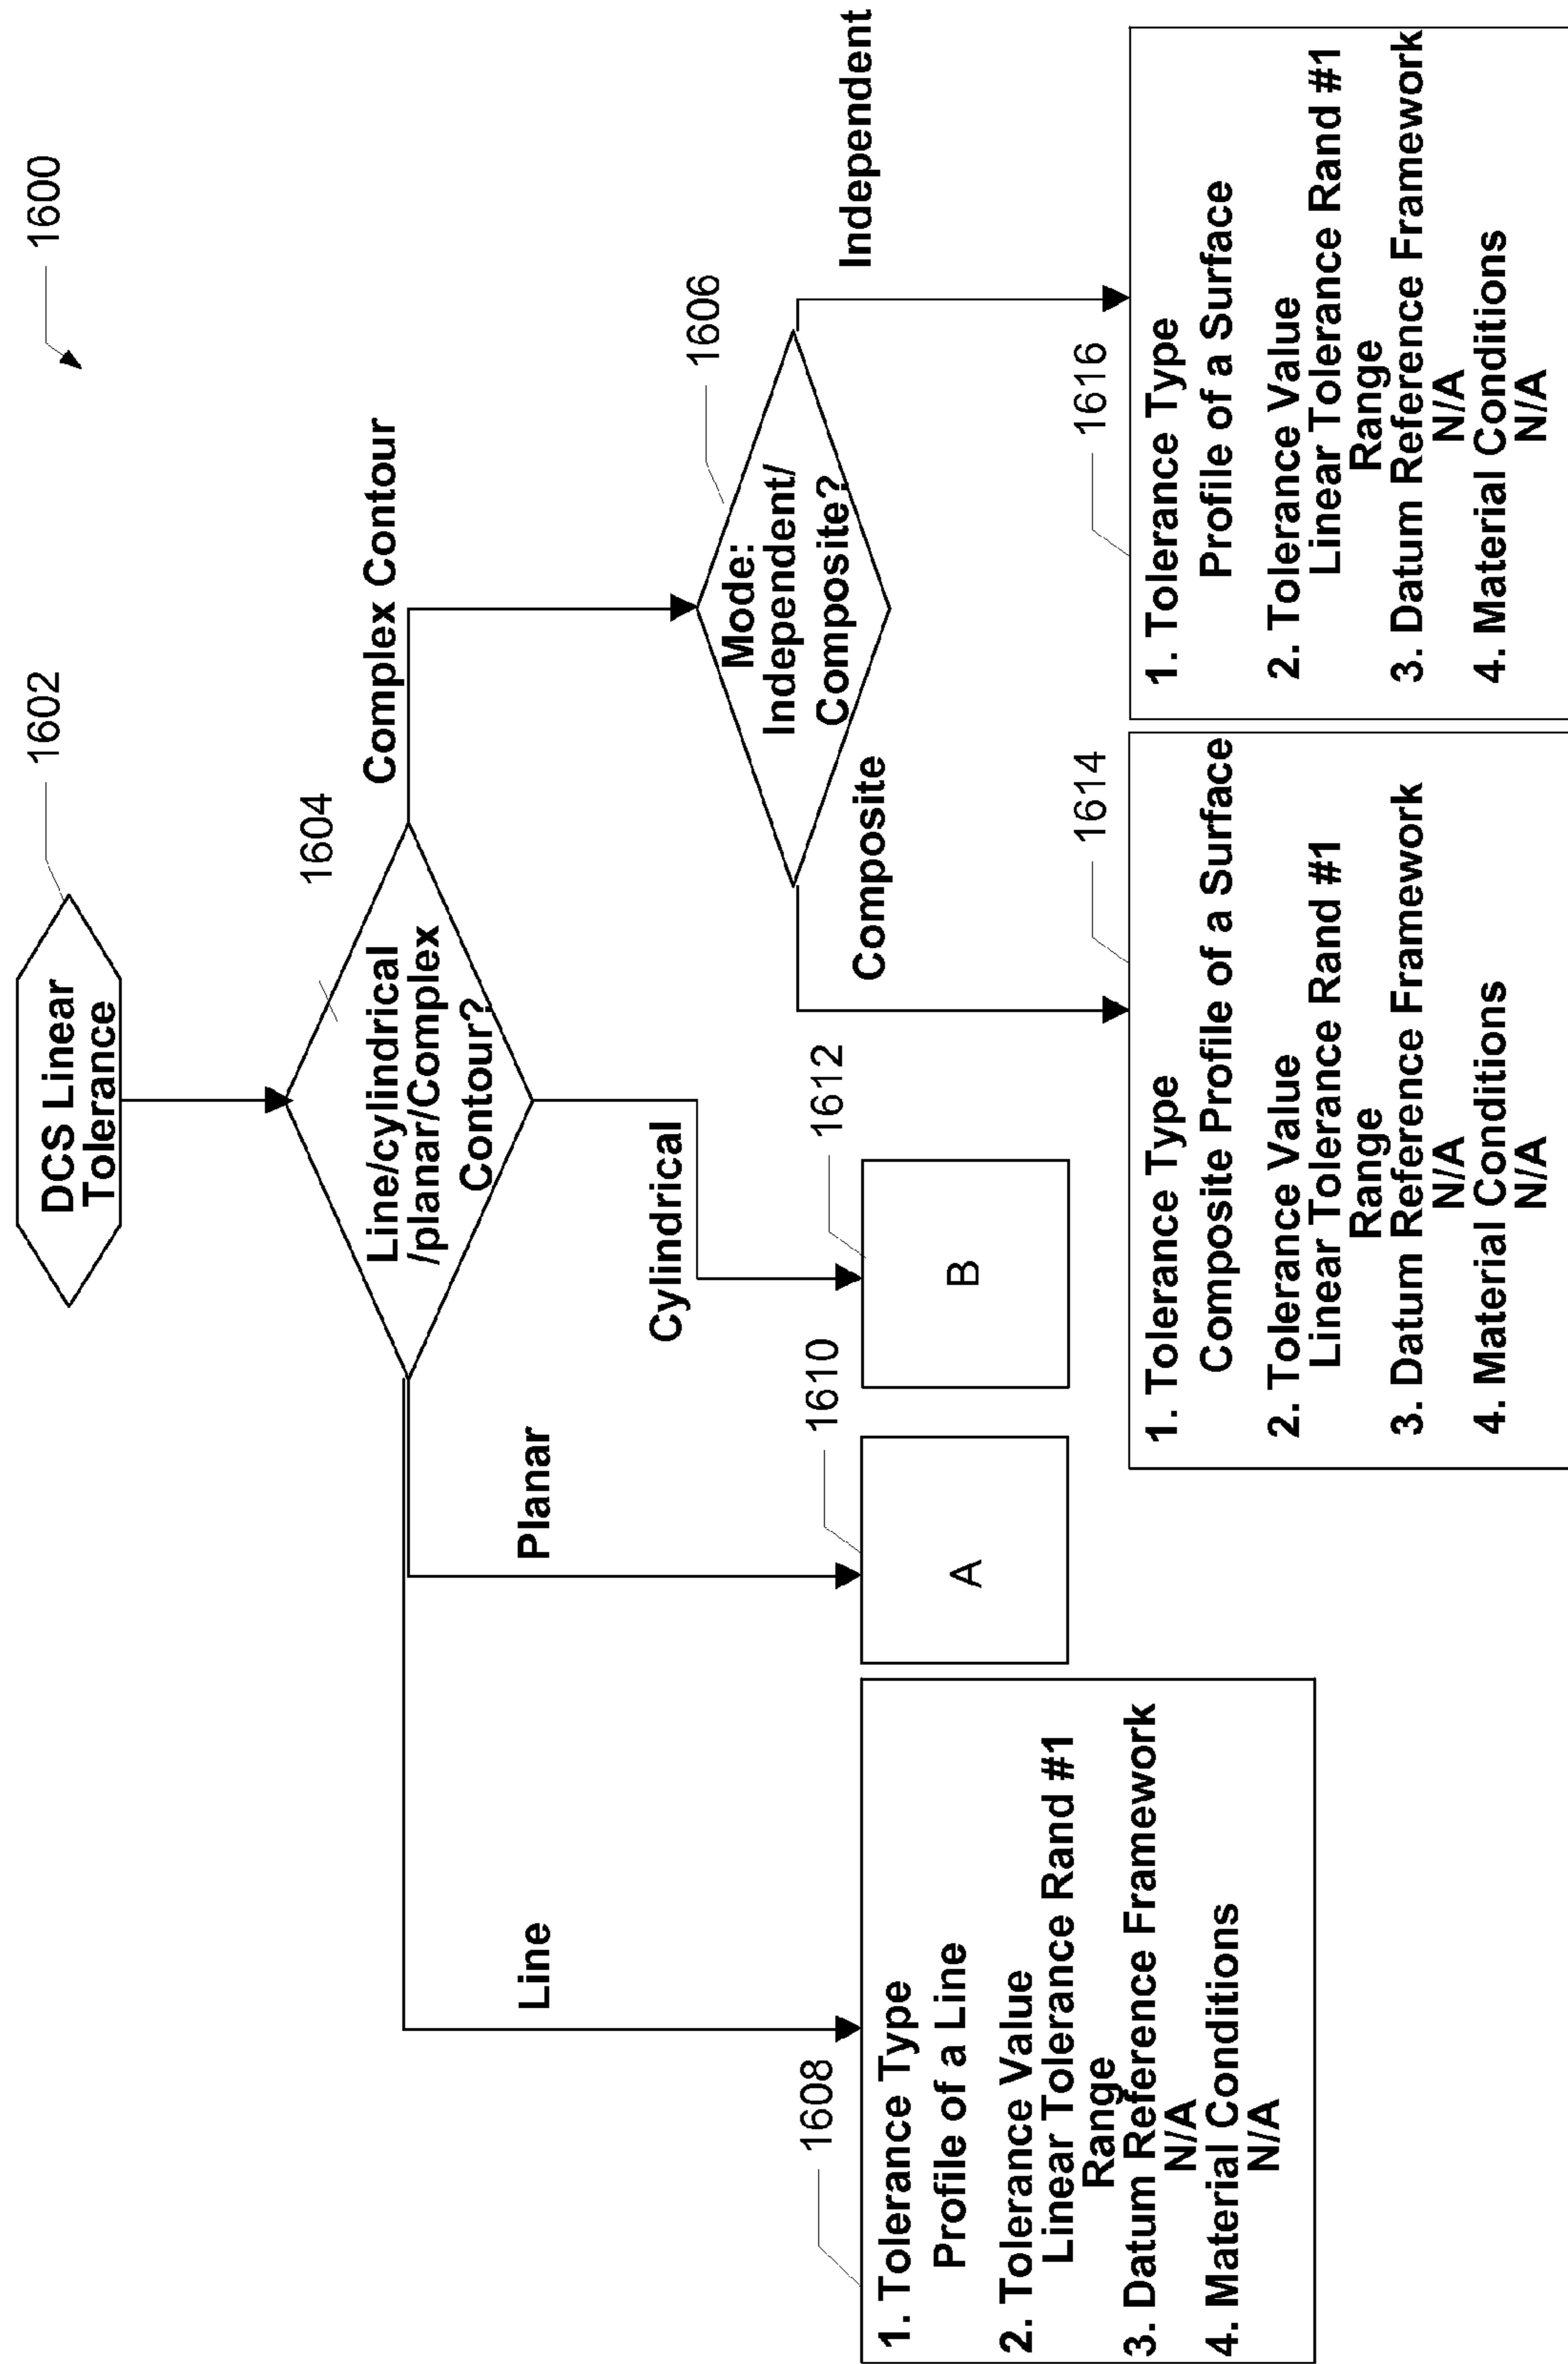 1600
1602
DCS Linear
Tolerance
1604
Line/cylindrical
/planar/Complex
Contour?
Complex Contour
Line
Planar
Cylindrical
1606
Mode:
Independent/
Composite?
Composite
Independent
1608
1. Tolerance Type
Profile of a Line
2. Tolerance Value
Linear Tolerance Rand #1
Range
3. Datum Reference Framework
N/A
4. Material Conditions
N/A
1610
A
1612
B
1614
1. Tolerance Type
Composite Profile of a Surface
2. Tolerance Value
Linear Tolerance Rand #1
Range
3. Datum Reference Framework
N/A
4. Material Conditions
N/A
1616
1. Tolerance Type
Profile of a Surface
2. Tolerance Value
Linear Tolerance Rand #1
Range
3. Datum Reference Framework
N/A
4. Material Conditions
N/A